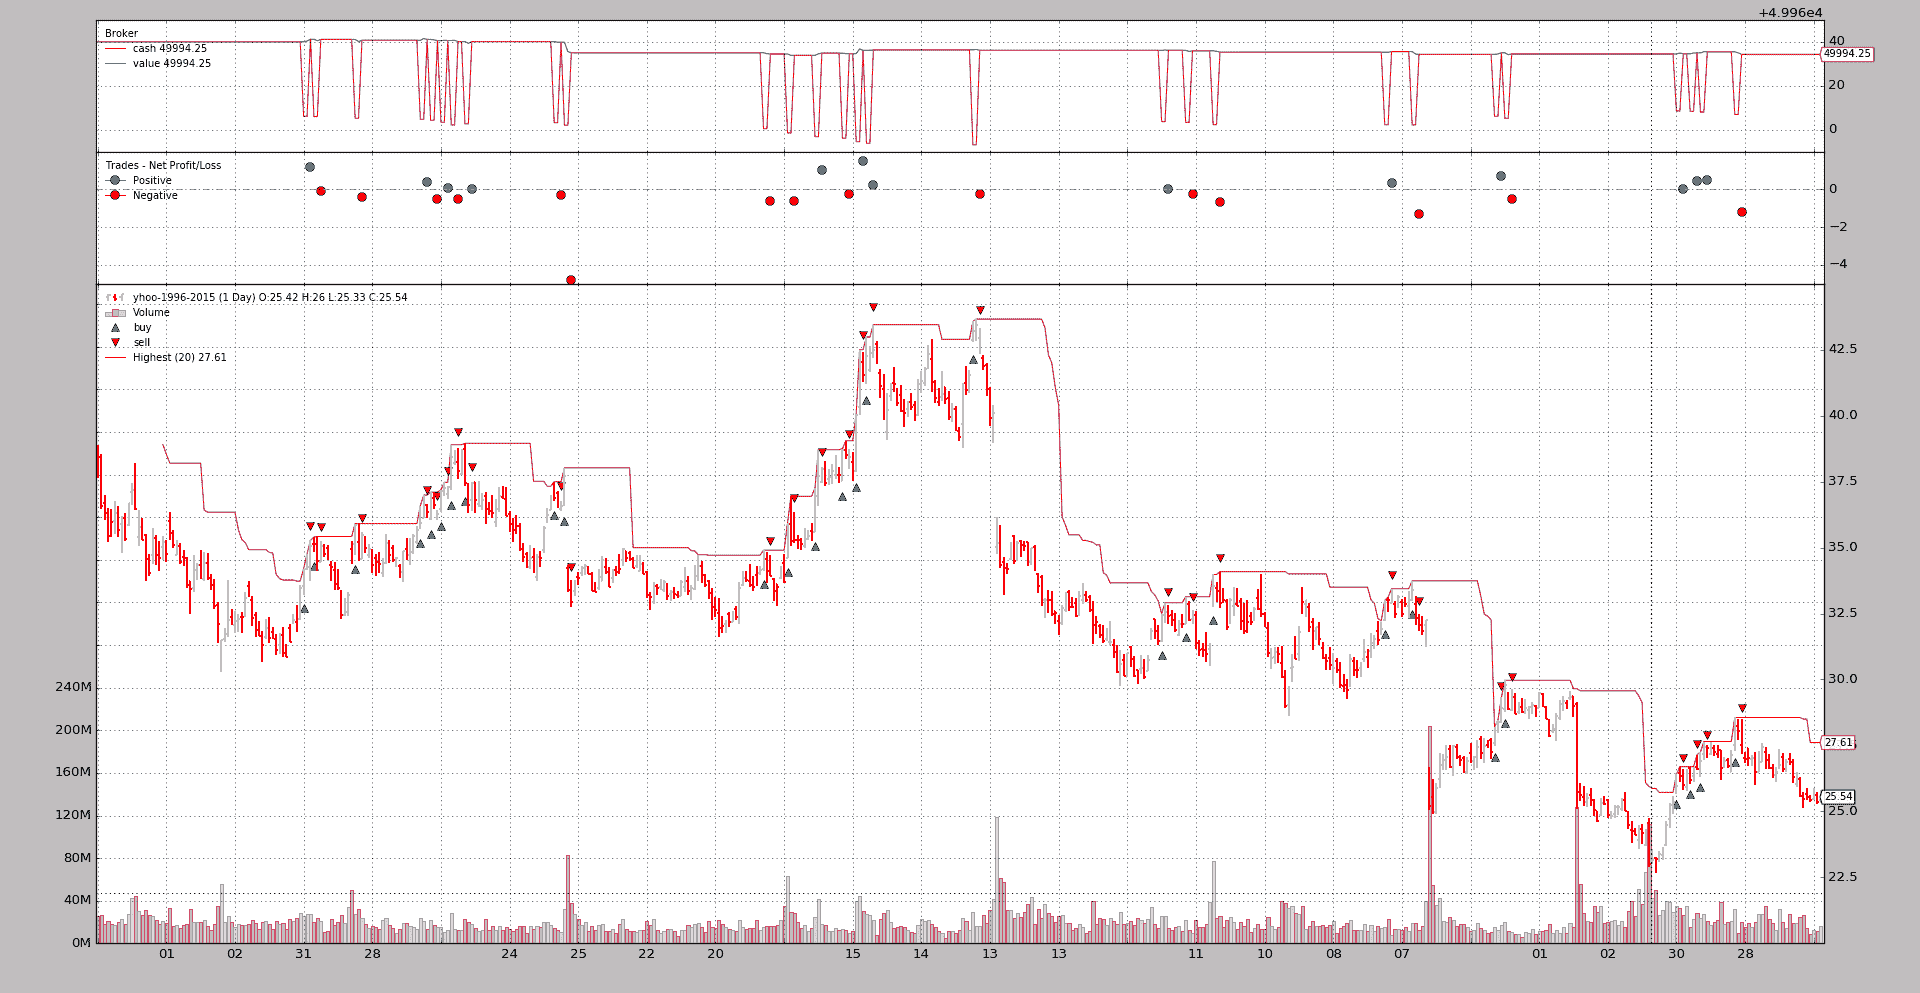 +4.996e4
Broker
cash 49994.25
value 49994.25
40
49994.25
20
0
Trades - Net Profit/Loss
Positive
Negative
0
−2
−4
yhoo-1996-2015 (1 Day) O:25.42 H:26 L:25.33 C:25.54
Volume
buy
sell
Highest (20) 27.61
42.5
40.0
37.5
35.0
32.5
30.0
27.61
25.54
25.0
22.5
240M
200M
160M
120M
80M
40M
0M
01 02 31 28 24 25 22 20 15 14 13 13 11 10 08 07 01 02 30 28